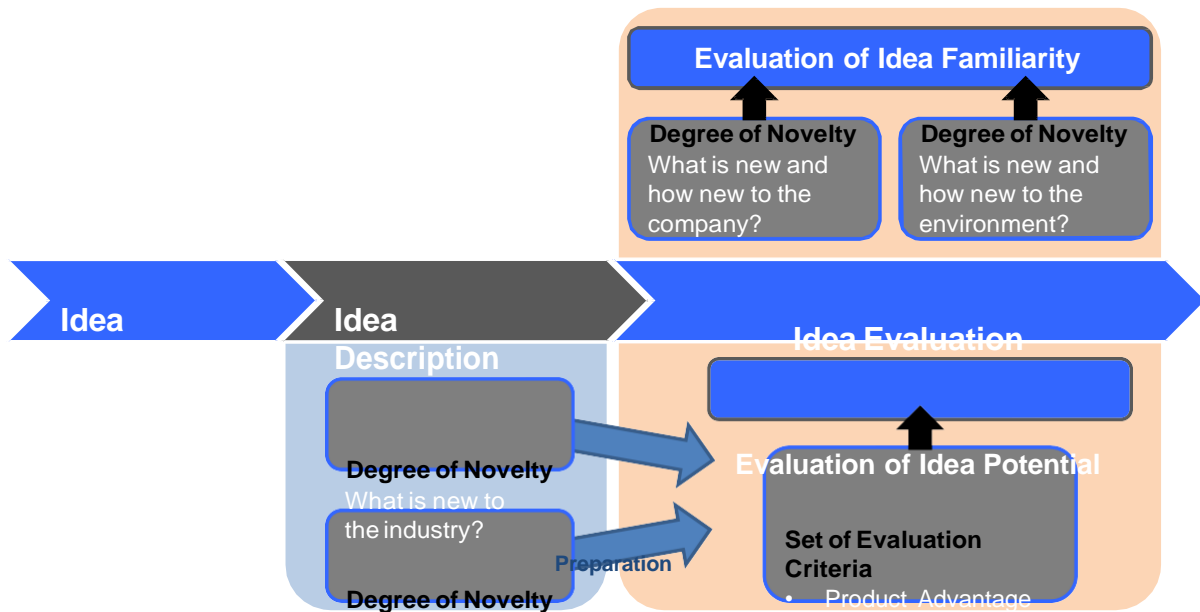 Evaluation of Idea Familiarity
Degree of Novelty
What is new and
how new to the
company?
Degree of Novelty
What is new and
how new to the
environment?
Idea
Idea
Description
Idea Evaluation
Degree of Novelty
What is new to
the industry?
Preparation
Degree of Novelty
Evaluation of Idea Potential
Set of Evaluation
Criteria
• Product Advantage